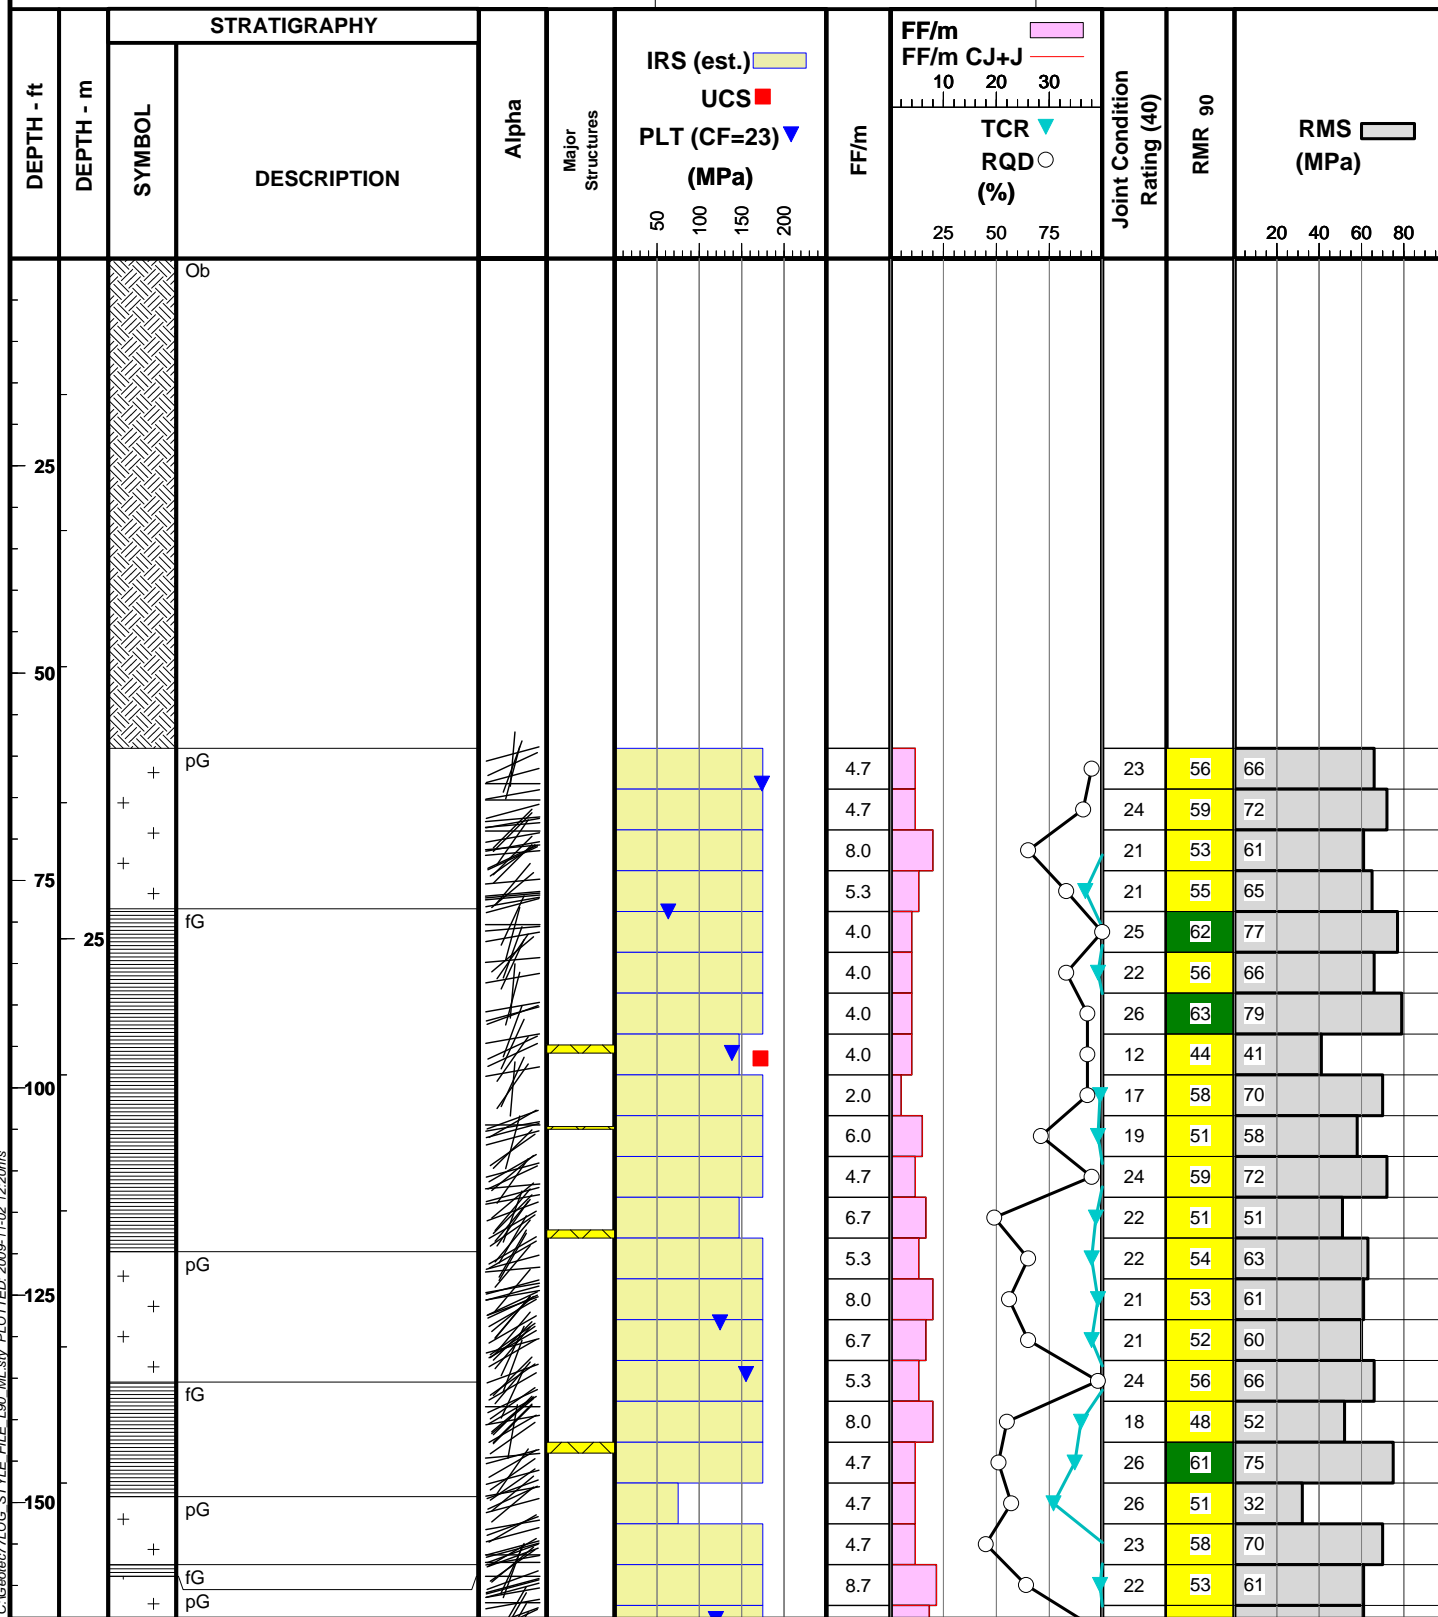 STRATIGRAPHY
DEPTH - ft
DEPTH - m
SYMBOL
DESCRIPTION
Alpha
Major
Structures
IRS (est.)
UCS
PLT (CF=23)
(MPa)
50 100 150 200
FF/m
FF/m
FF/m CJ+J
10 20 30
TCR
RQD
(%)
25 50 75
Joint Condition
Rating (40)
RMR 90
RMS
(MPa)
20 40 60 80
Ob
25
50
pG
4.7 23 56 66
4.7 24 59 72
8.0 21 53 61
75
5.3 21 55 65
fG
25
4.0 25 62 77
4.0 22 56 66
4.0 26 63 79
4.0 12 44 41
100
2.0 17 58 70
6.0 19 51 58
4.7 24 59 72
6.7 22 51 51
pG
5.3 22 54 63
125
8.0 21 53 61
6.7 21 52 60
5.3 24 56 66
fG
8.0 18 48 52
4.7 26 61 75
150
4.7 26 51 32
pG
4.7 23 58 70
fG
8.7 22 53 61
pG